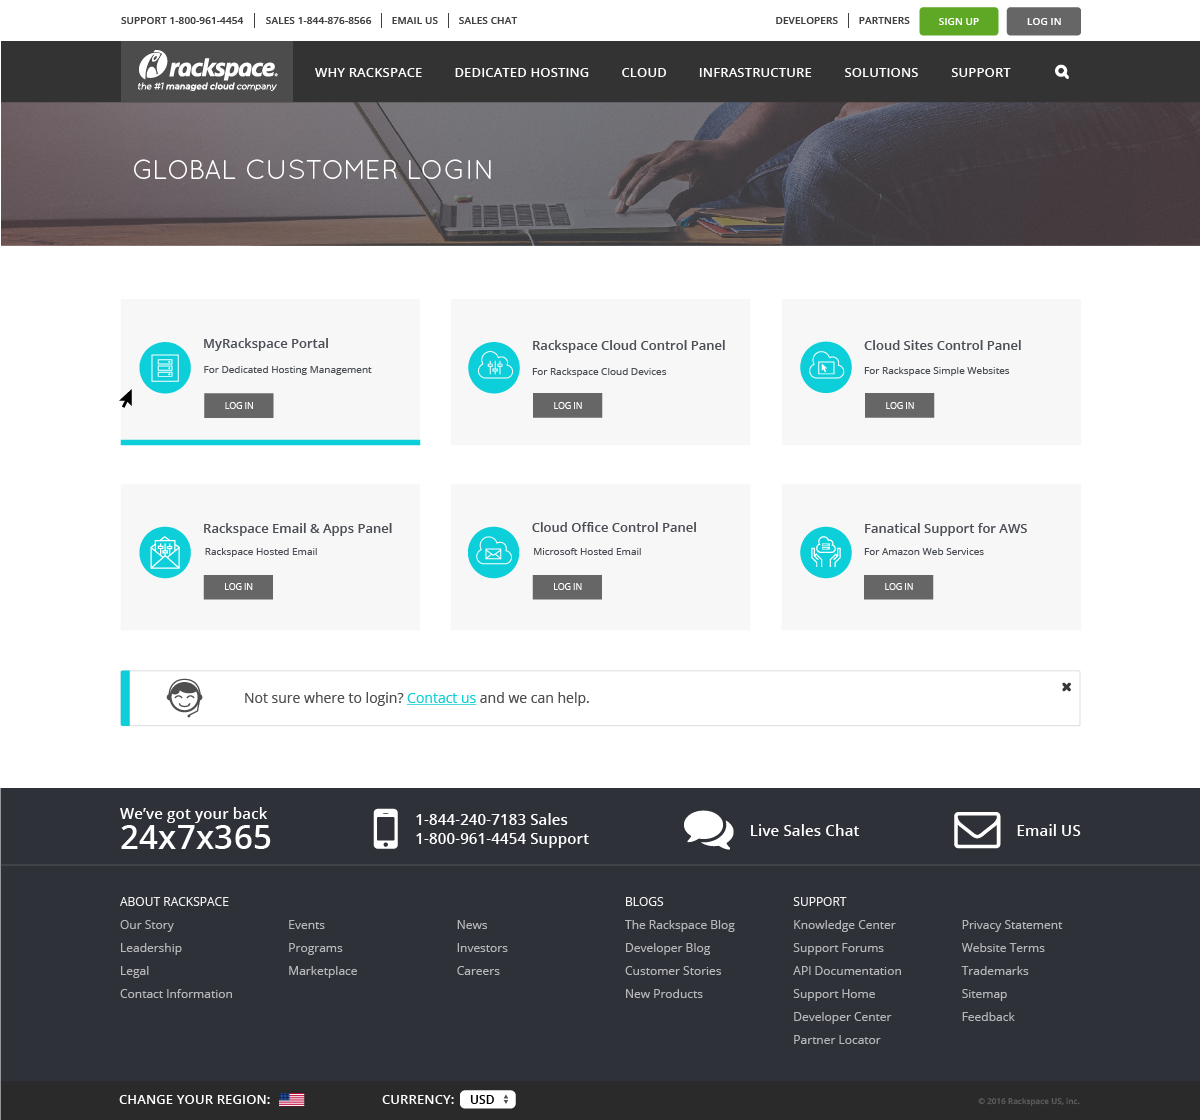 SUPPORT 1-800-961-4454 SALES 1-844-876-8566 EMAIL US SALES CHAT DEVELOPERS PARTNERS SIGN UP LOG IN
rackspace.
the #1 managed cloud company
WHY RACKSPACE DEDICATED HOSTING CLOUD INFRASTRUCTURE SOLUTIONS SUPPORT
GLOBAL CUSTOMER LOGIN
MyRackspace Portal
For Dedicated Hosting Management
LOG IN
Rackspace Cloud Control Panel
For Rackspace Cloud Devices
LOG IN
Cloud Sites Control Panel
For Rackspace Simple Websites
LOG IN
Rackspace Email & Apps Panel
Rackspace Hosted Email
LOG IN
Cloud Office Control Panel
Microsoft Hosted Email
LOG IN
Fanatical Support for AWS
For Amazon Web Services
LOG IN
Not sure where to login? Contact us and we can help.
We've got your back
24x7x365
1-844-240-7183 Sales
1-800-961-4454 Support
Live Sales Chat
Email US
ABOUT RACKSPACE
Our Story
Leadership
Legal
Contact Information
Events
Programs
Marketplace
News
Investors
Careers
BLOGS
The Rackspace Blog
Developer Blog
Customer Stories
New Products
SUPPORT
Knowledge Center
Support Forums
API Documentation
Support Home
Developer Center
Partner Locator
Privacy Statement
Website Terms
Trademarks
Sitemap
Feedback
CHANGE YOUR REGION: CURRENCY: USD © 2016 Rackspace US, Inc.